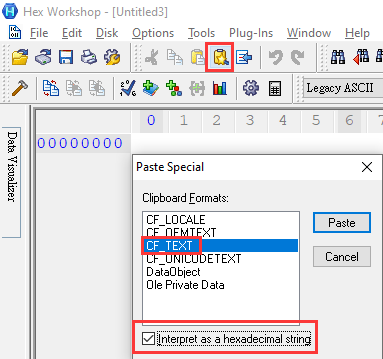 Hex Workshop - [Untitled3]
File Edit Disk Options Tools Plug-Ins Window Help
Legacy ASCII
Data Visualizer
0 1 2 3 4 5 6 7
00000000
Paste Special
Clipboard Formats:
CF_LOCALE
CF_OEMTEXT
CF_TEXT
CF_UNICODETEXT
DataObject
Ole Private Data
Paste
Cancel
Interpret as a hexadecimal string